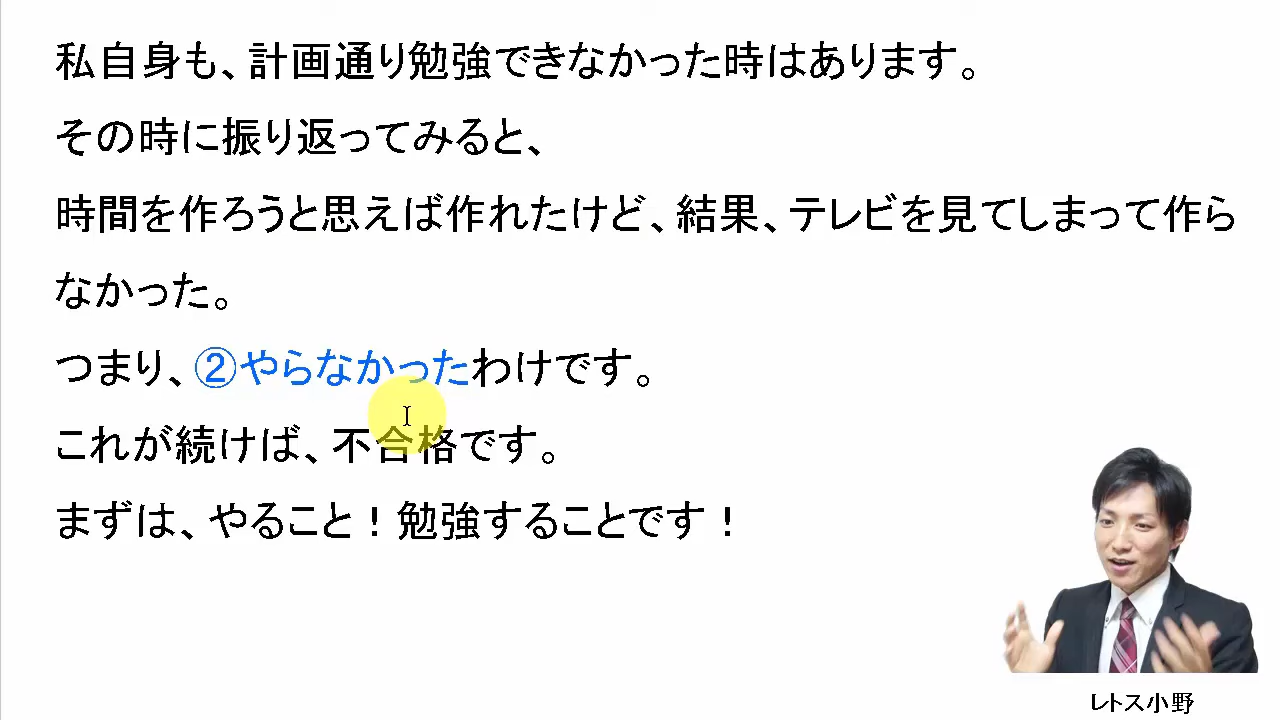 私自身も、計画通り勉強できなかった時はあります。
その時に振り返ってみると、
時間を作ろうと思えば作れたけど、結果、テレビを見てしまって作ら
なかった。
つまり、②やらなかったわけです。
これが続けば、不合格です。
まずは、やること！勉強することです！
レトス小野